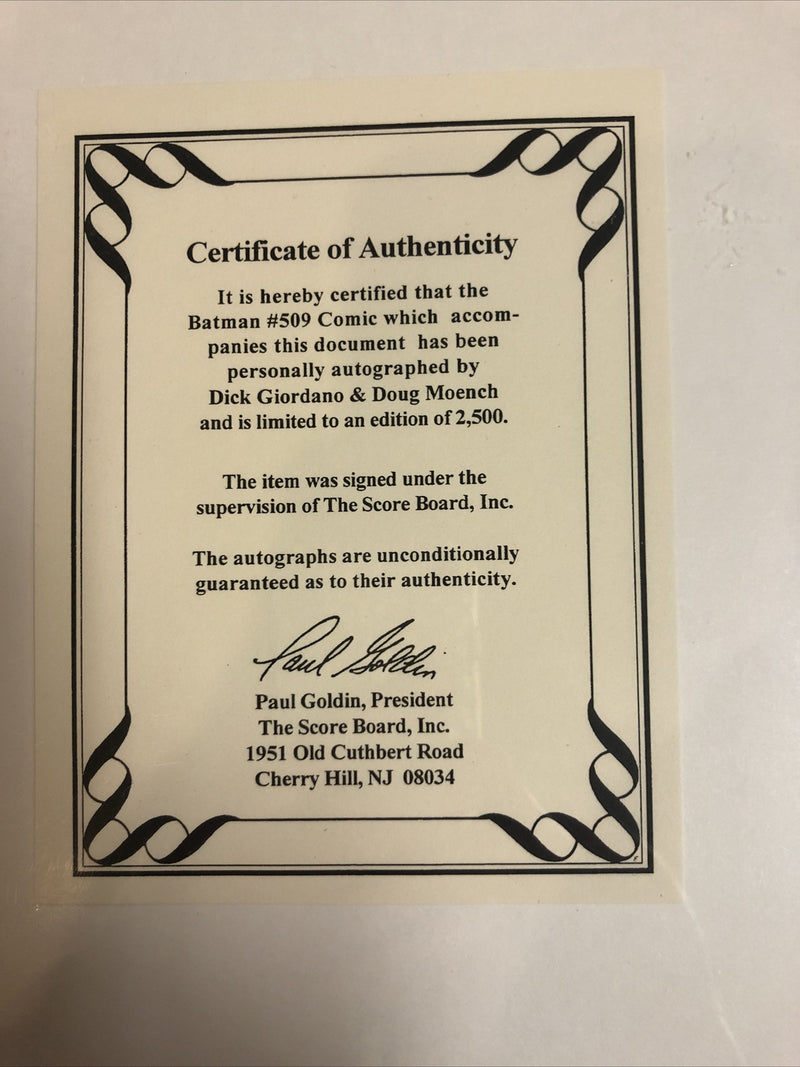 Certificate of Authenticity
It is hereby certified that the
Batman #509 Comic which accom-
panies this document has been
personally autographed by
Dick Giordano & Doug Moench
and is limited to an edition of 2,500.
The item was signed under the
supervision of The Score Board, Inc.
The autographs are unconditionally
guaranteed as to their authenticity.
Paul Goldin
Paul Goldin, President
The Score Board, Inc.
1951 Old Cuthbert Road
Cherry Hill, NJ 08034